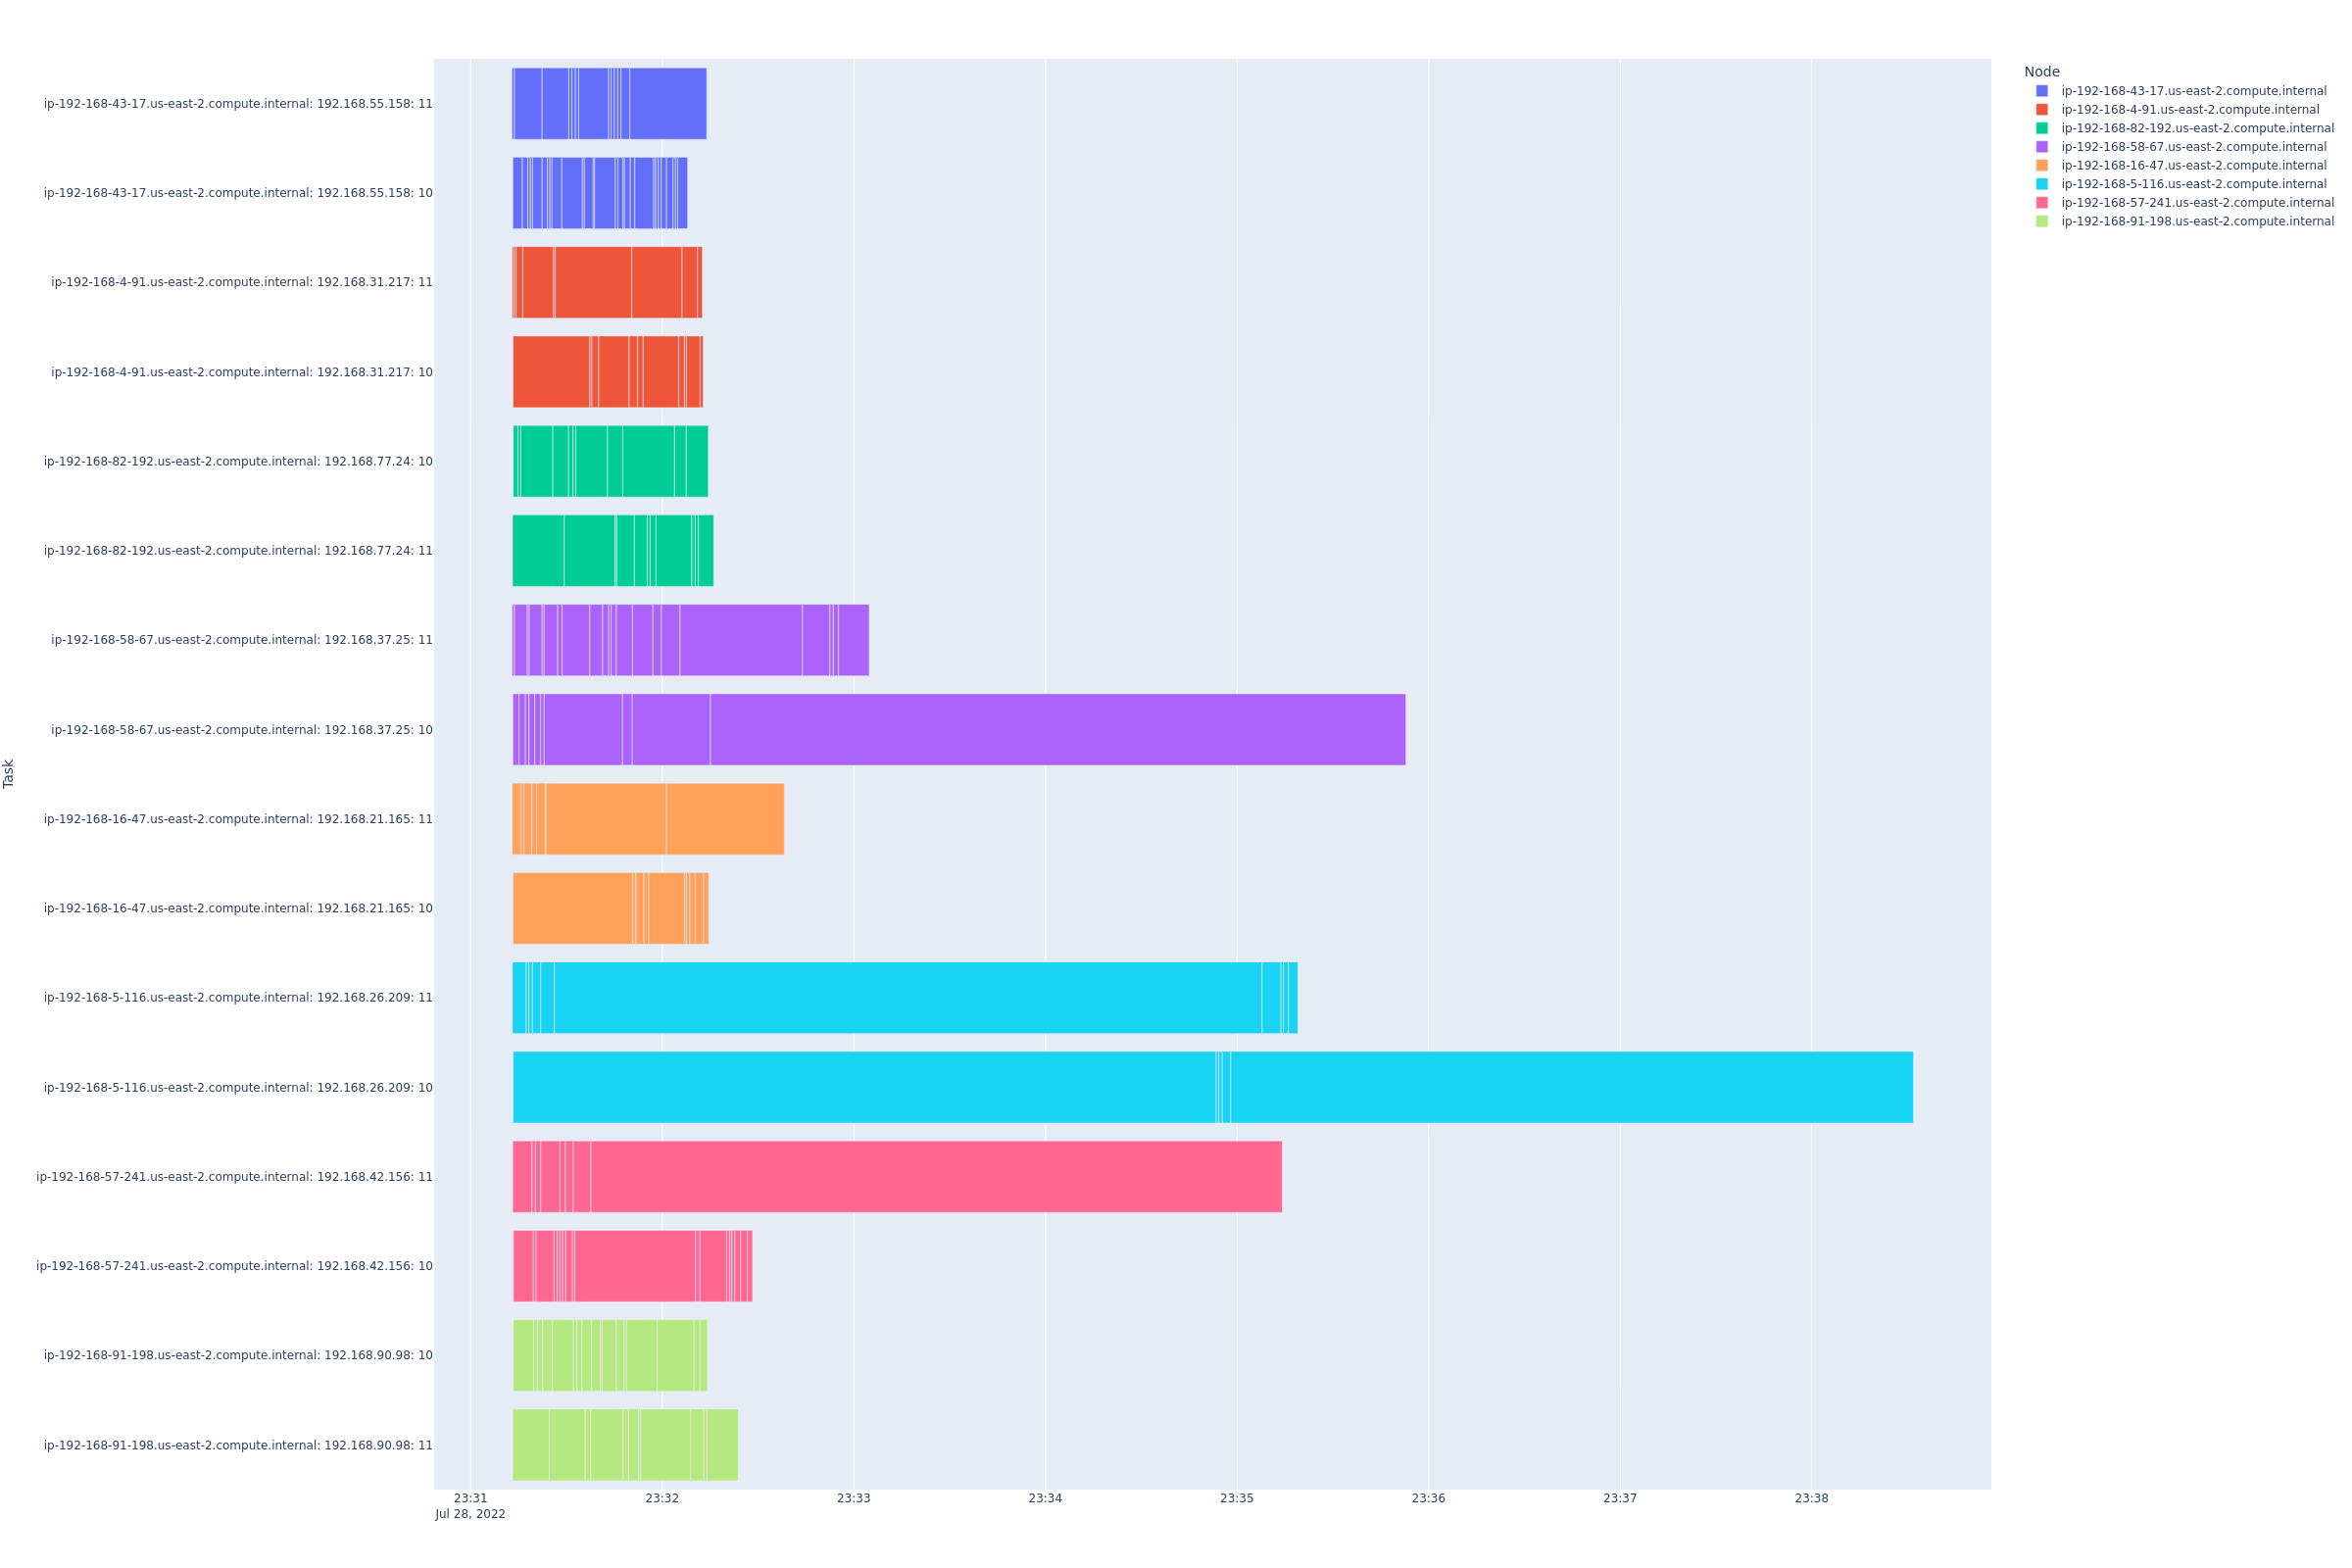 Node
ip-192-168-43-17.us-east-2.compute.internal
ip-192-168-4-91.us-east-2.compute.internal
ip-192-168-82-192.us-east-2.compute.internal
ip-192-168-58-67.us-east-2.compute.internal
ip-192-168-16-47.us-east-2.compute.internal
ip-192-168-5-116.us-east-2.compute.internal
ip-192-168-57-241.us-east-2.compute.internal
ip-192-168-91-198.us-east-2.compute.internal
ip-192-168-43-17.us-east-2.compute.internal: 192.168.55.158: 11
ip-192-168-43-17.us-east-2.compute.internal: 192.168.55.158: 10
ip-192-168-4-91.us-east-2.compute.internal: 192.168.31.217: 11
ip-192-168-4-91.us-east-2.compute.internal: 192.168.31.217: 10
ip-192-168-82-192.us-east-2.compute.internal: 192.168.77.24: 10
ip-192-168-82-192.us-east-2.compute.internal: 192.168.77.24: 11
ip-192-168-58-67.us-east-2.compute.internal: 192.168.37.25: 11
ip-192-168-58-67.us-east-2.compute.internal: 192.168.37.25: 10
Task
ip-192-168-16-47.us-east-2.compute.internal: 192.168.21.165: 11
ip-192-168-16-47.us-east-2.compute.internal: 192.168.21.165: 10
ip-192-168-5-116.us-east-2.compute.internal: 192.168.26.209: 11
ip-192-168-5-116.us-east-2.compute.internal: 192.168.26.209: 10
ip-192-168-57-241.us-east-2.compute.internal: 192.168.42.156: 11
ip-192-168-57-241.us-east-2.compute.internal: 192.168.42.156: 10
ip-192-168-91-198.us-east-2.compute.internal: 192.168.90.98: 10
ip-192-168-91-198.us-east-2.compute.internal: 192.168.90.98: 11
23:31 23:32 23:33 23:34 23:35 23:36 23:37 23:38
Jul 28, 2022